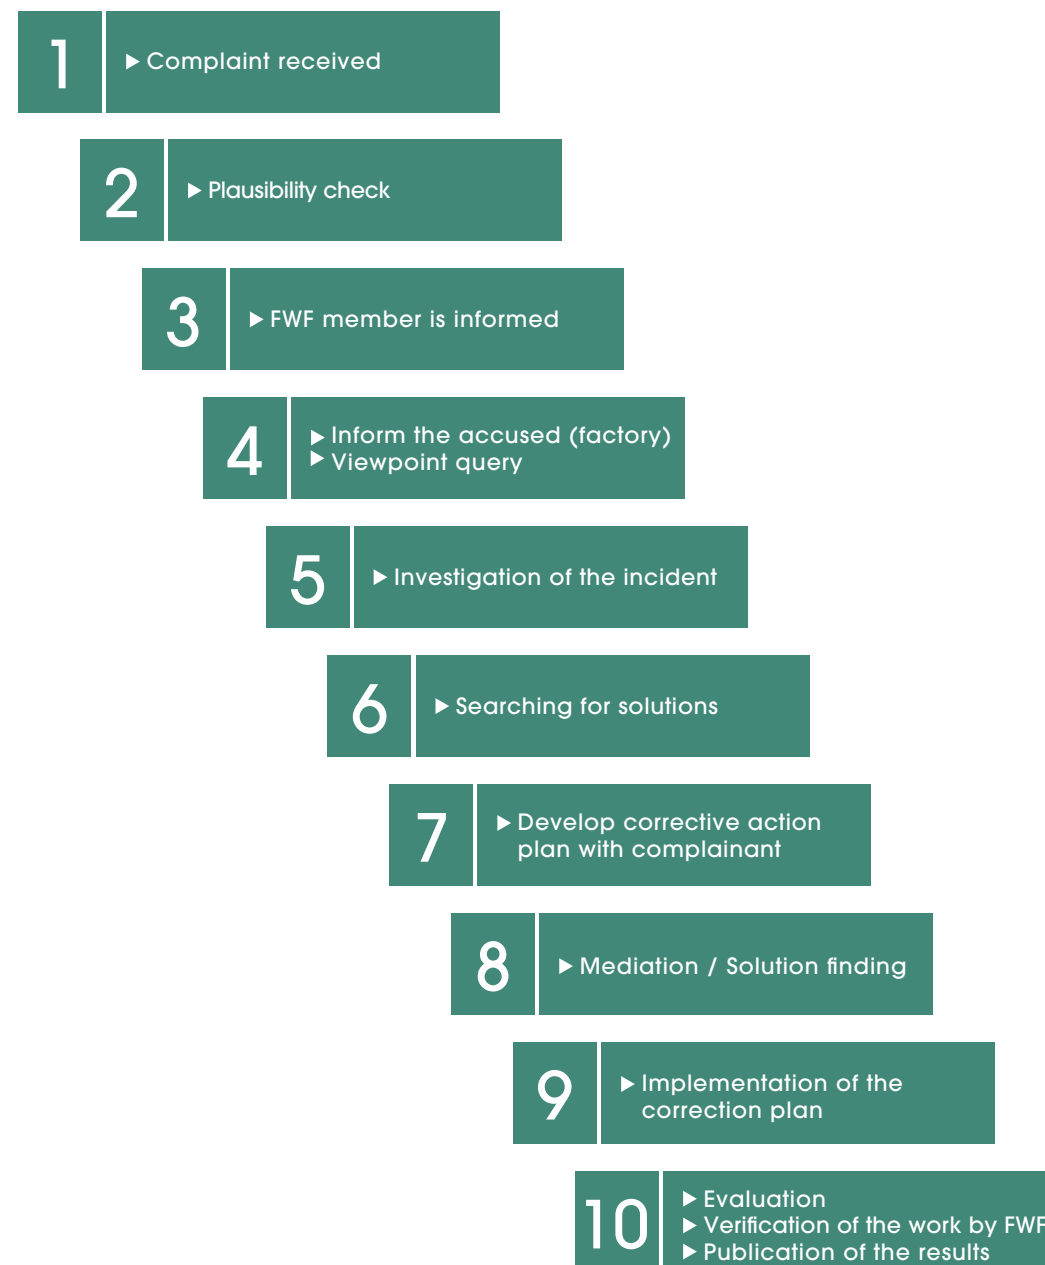 1
Complaint received
2
Plausibility check
3
FWF member is informed
4
Inform the accused (factory)
Viewpoint query
5
Investigation of the incident
6
Searching for solutions
7
Develop corrective action
plan with complainant
8
Mediation / Solution finding
9
Implementation of the
correction plan
10
Evaluation
Verification of the work by FWF
Publication of the results